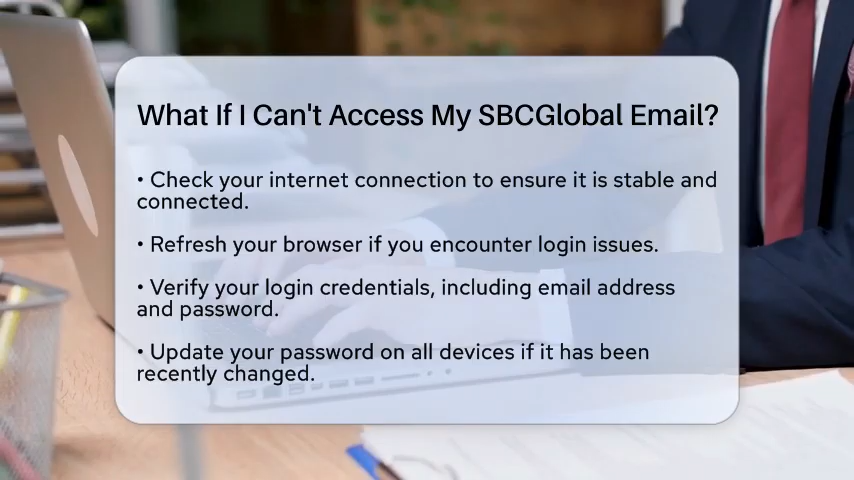 What If I Can't Access My SBCGlobal Email?
• Check your internet connection to ensure it is stable and
connected.
• Refresh your browser if you encounter login issues.
• Verify your login credentials, including email address
and password.
• Update your password on all devices if it has been
recently changed.